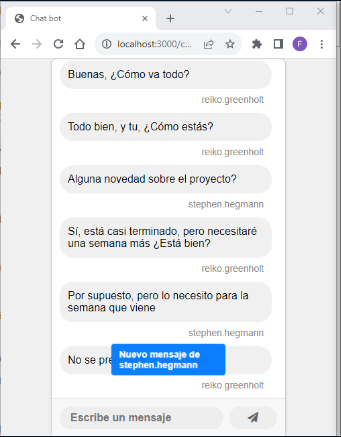 Chat bot
localhost:3000/c...
F
Buenas, ¿Cómo va todo?
reiko.greenholt
Todo bien, y tu, ¿Cómo estás?
reiko.greenholt
Alguna novedad sobre el proyecto?
stephen.hegmann
Sí, está casi terminado, pero necesitaré
una semana más ¿Está bien?
reiko.greenholt
Por supuesto, pero lo necesito para la
semana que viene
stephen.hegmann
No se
Nuevo mensaje de
stephen.hegmann
reiko.greenholt
Escribe un mensaje